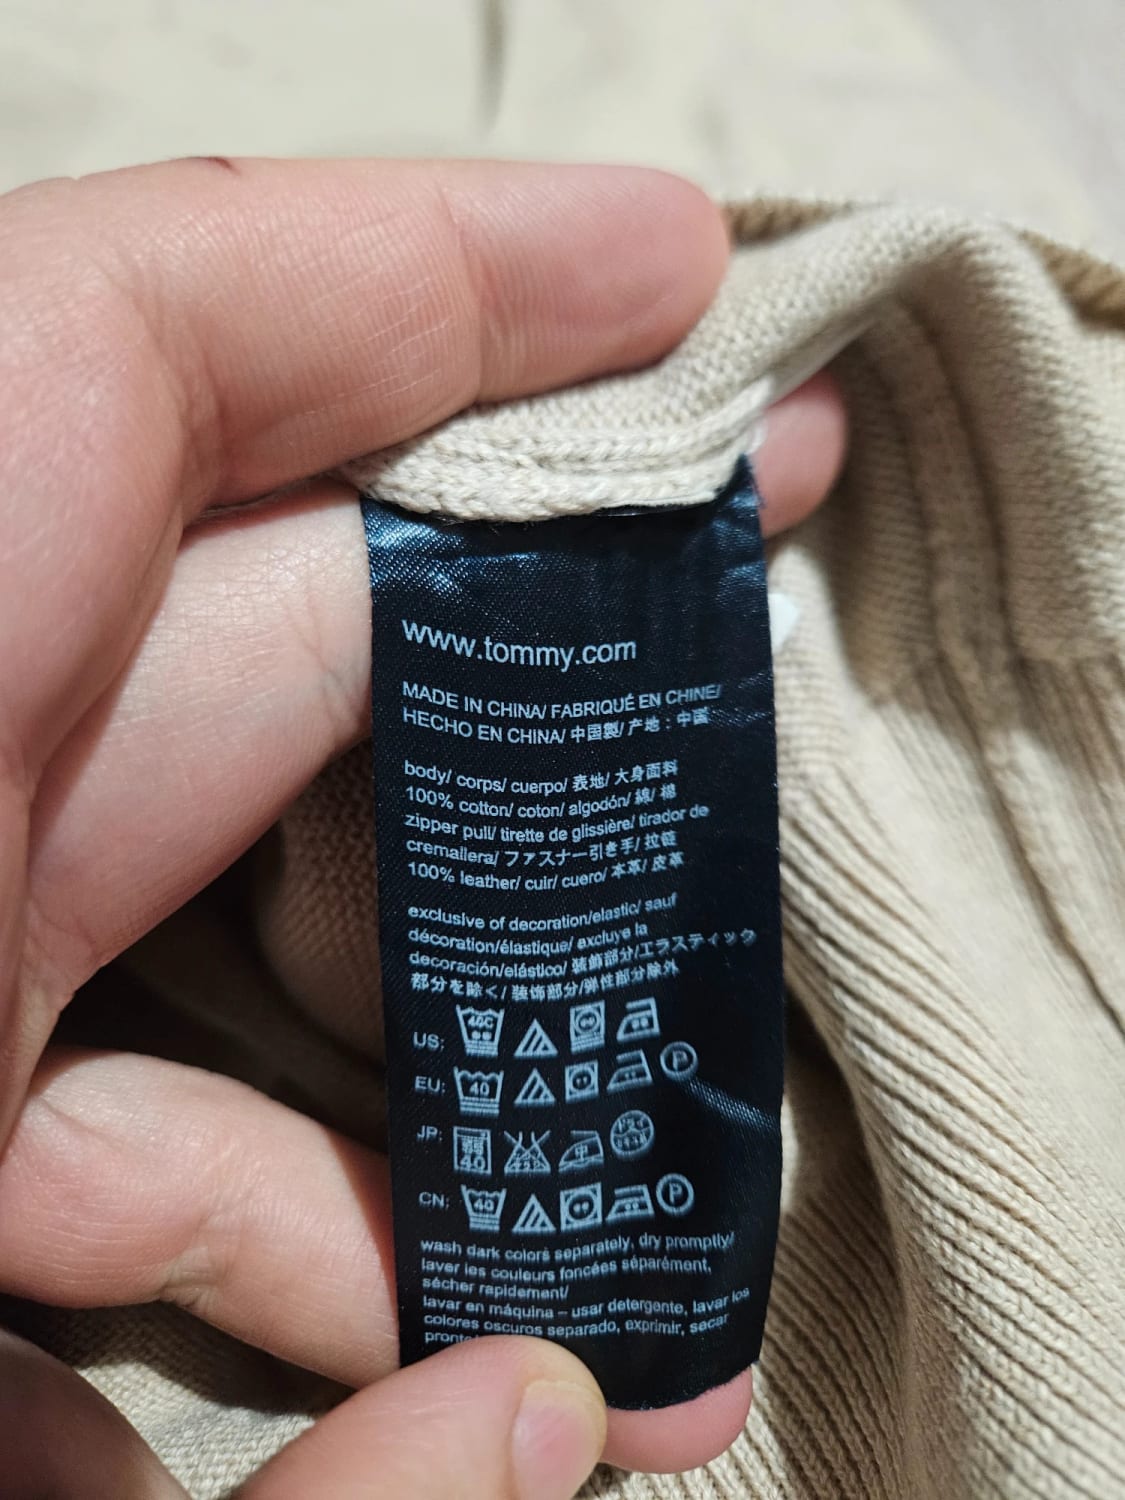 www.tommy.com
MADE IN CHINA/ FABRIQUÉ EN CHINE/
HECHO EN CHINA/ 中国製/ 产地：中国
body/ corps/ cuerpo/ 表地/ 大身面料
100% cotton/ coton/ algodón/ 綿/ 棉
zipper pull/ tirette de glissière/ tirador de
cremallera/ ファスナー引き手/ 拉链
100% leather/ cuir/ cuero/ 本革/ 皮革
exclusive of decoration/elastic/ sauf
décoration/élastique/ excluye la
decoración/elástico/ 装飾部分/エラスティック
部分を除く/ 装饰部分/弹性部分除外
US: 40C
EU: 40 P
JP: 40 中 ドライ
CN: 40 P
wash dark colors separately, dry promptly/
laver les couleurs foncées séparément,
sécher rapidement/
lavar en máquina – usar detergente, lavar los
colores oscuros separado, exprimir, secar